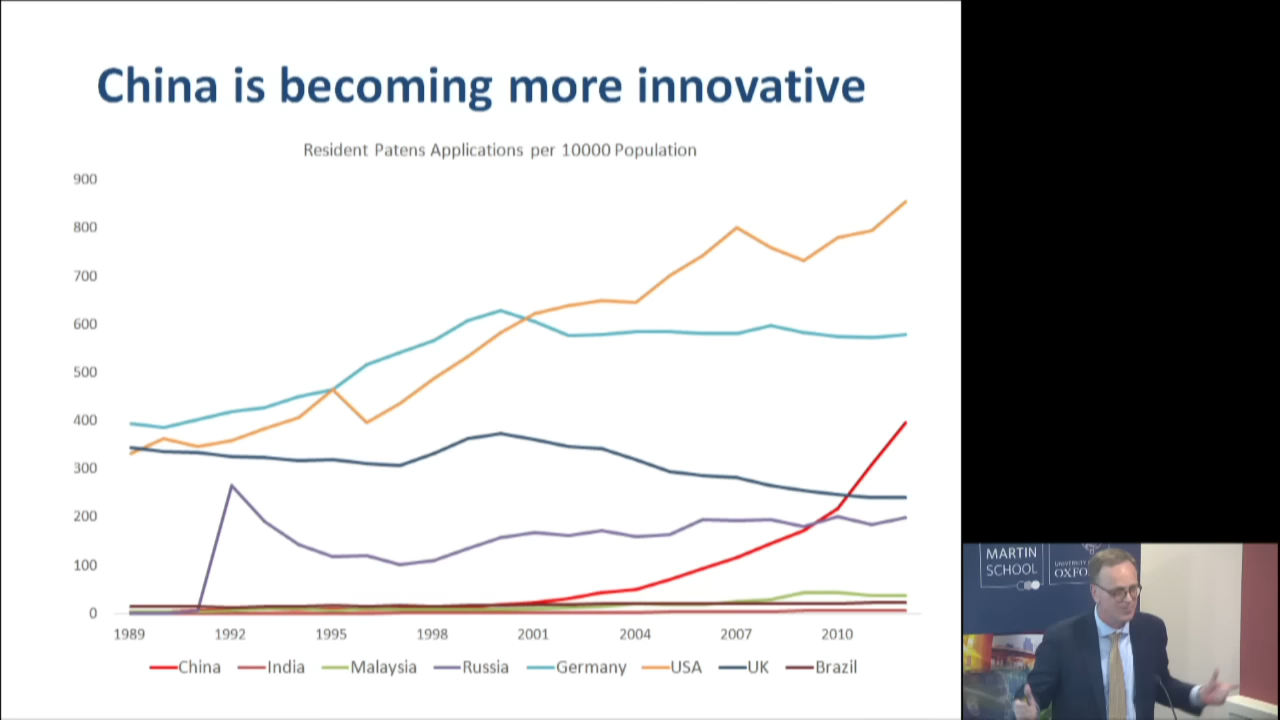 China is becoming more innovative
Resident Patens Applications per 10000 Population
900
800
700
600
500
400
300
200
100
0
1989 1992 1995 1998 2001 2004 2007 2010
China India Malaysia Russia Germany USA UK Brazil
MARTIN
SCHOOL